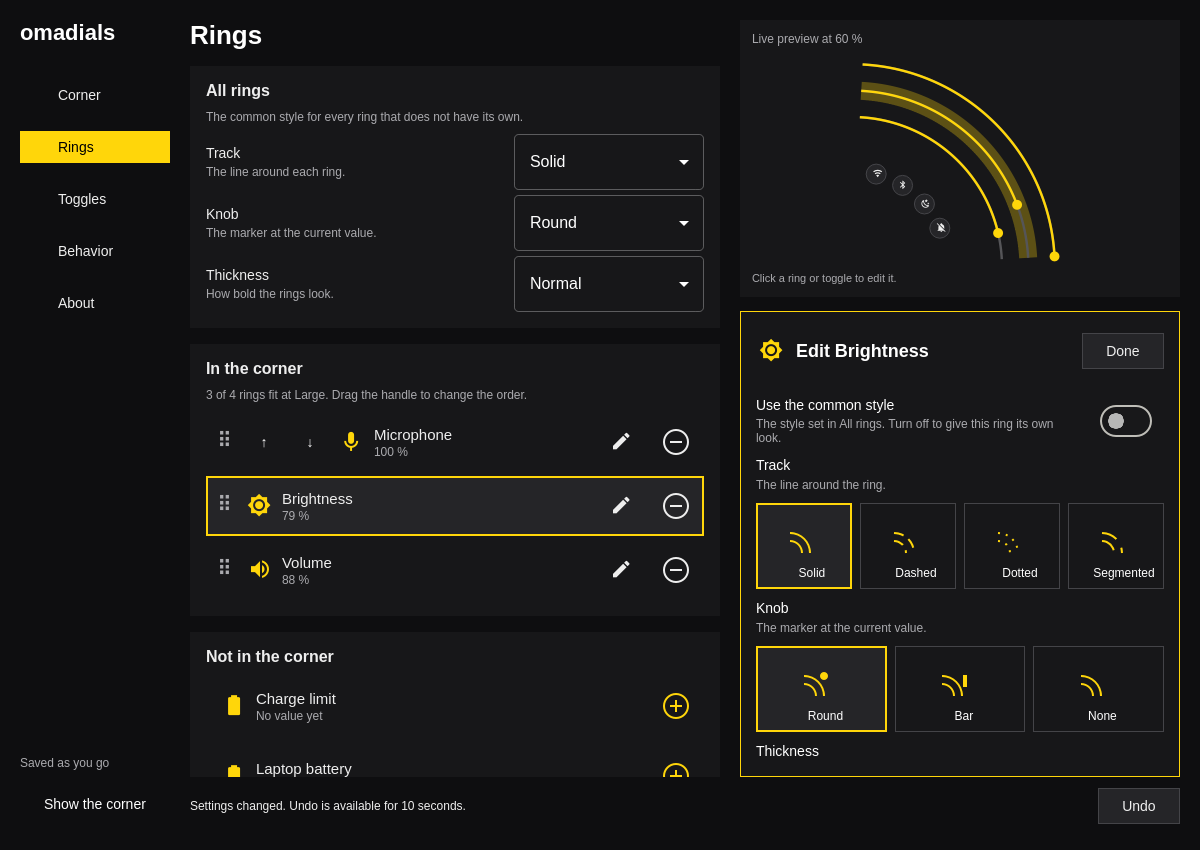 omadials
Corner
Rings
Toggles
Behavior
About
Saved as you go
Show the corner
Rings
All rings
The common style for every ring that does not have its own.
Track
The line around each ring.
Solid
Knob
The marker at the current value.
Round
Thickness
How bold the rings look.
Normal
In the corner
3 of 4 rings fit at Large. Drag the handle to change the order.
↑ ↓ Microphone
100 %
Brightness
79 %
Volume
88 %
Not in the corner
Charge limit
No value yet
Laptop battery
Settings changed. Undo is available for 10 seconds.
Undo
Live preview at 60 %
Click a ring or toggle to edit it.
Edit Brightness
Done
Use the common style
The style set in All rings. Turn off to give this ring its own
look.
Track
The line around the ring.
Solid Dashed Dotted Segmented
Knob
The marker at the current value.
Round Bar None
Thickness